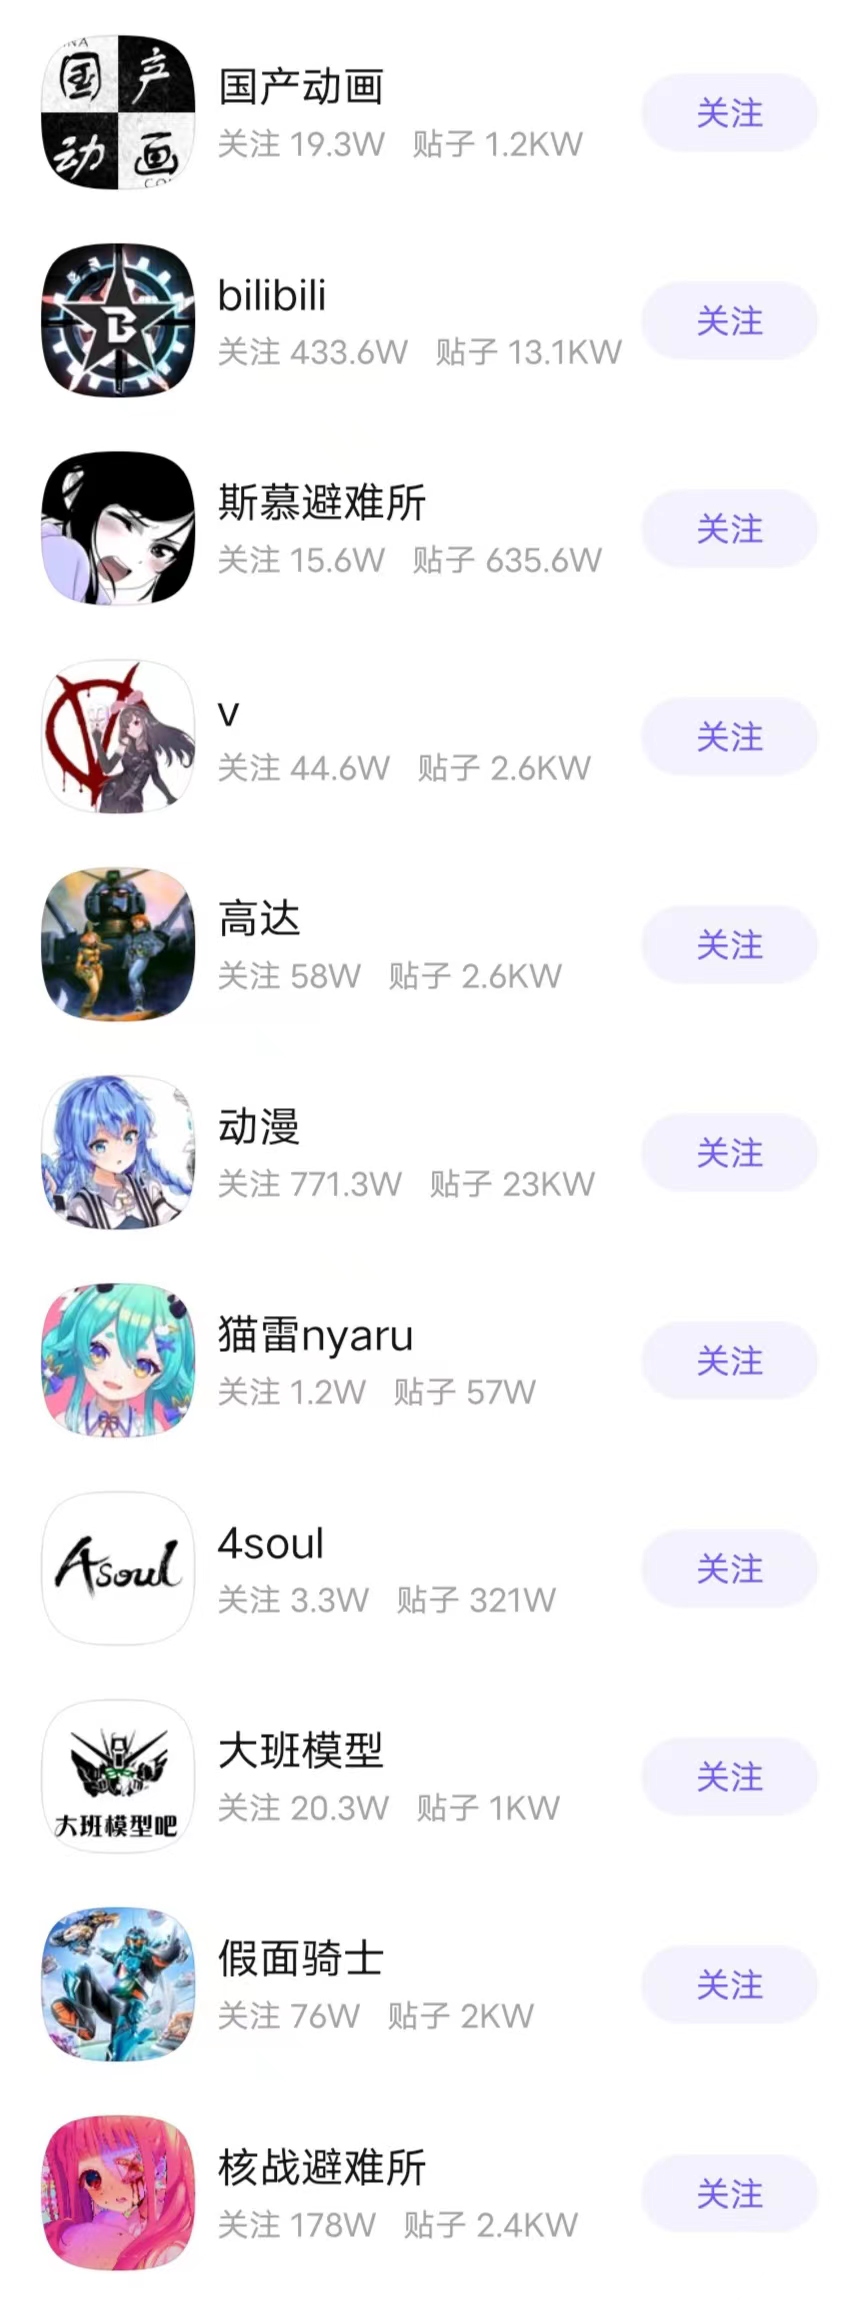 NA
国产
动画
国产动画
关注 19.3W 贴子 1.2KW
关注
B
bilibili
关注 433.6W 贴子 13.1KW
关注
斯慕避难所
关注 15.6W 贴子 635.6W
关注
V
v
关注 44.6W 贴子 2.6KW
关注
高达
关注 58W 贴子 2.6KW
关注
动漫
关注 771.3W 贴子 23KW
关注
猫雷nyaru
关注 1.2W 贴子 57W
关注
4soul
4soul
关注 3.3W 贴子 321W
关注
大班模型吧
大班模型
关注 20.3W 贴子 1KW
关注
假面骑士
关注 76W 贴子 2KW
关注
核战避难所
关注 178W 贴子 2.4KW
关注